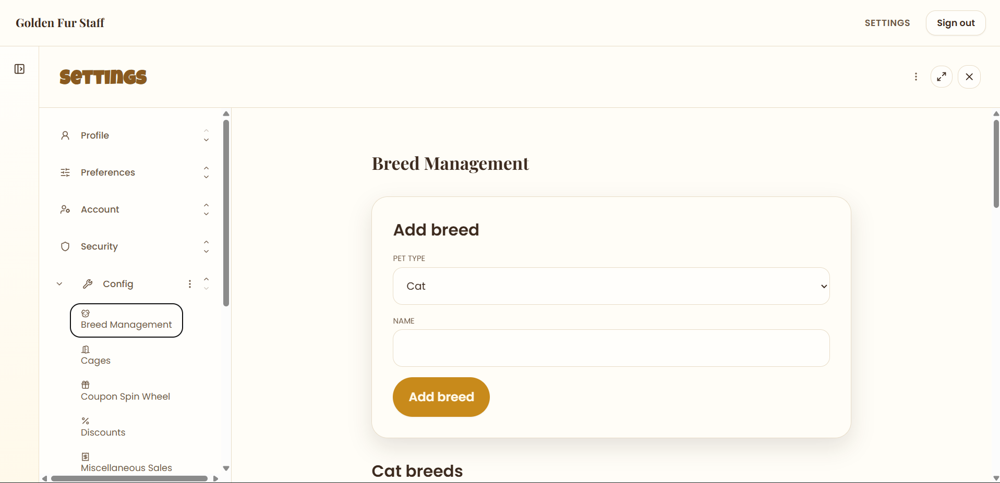 Golden Fur Staff
SETTINGS
Sign out
Settings
Profile
Preferences
Account
Security
Config
Breed Management
Cages
Coupon Spin Wheel
Discounts
Miscellaneous Sales
Breed Management
Add breed
PET TYPE
Cat
NAME
Add breed
Cat breeds